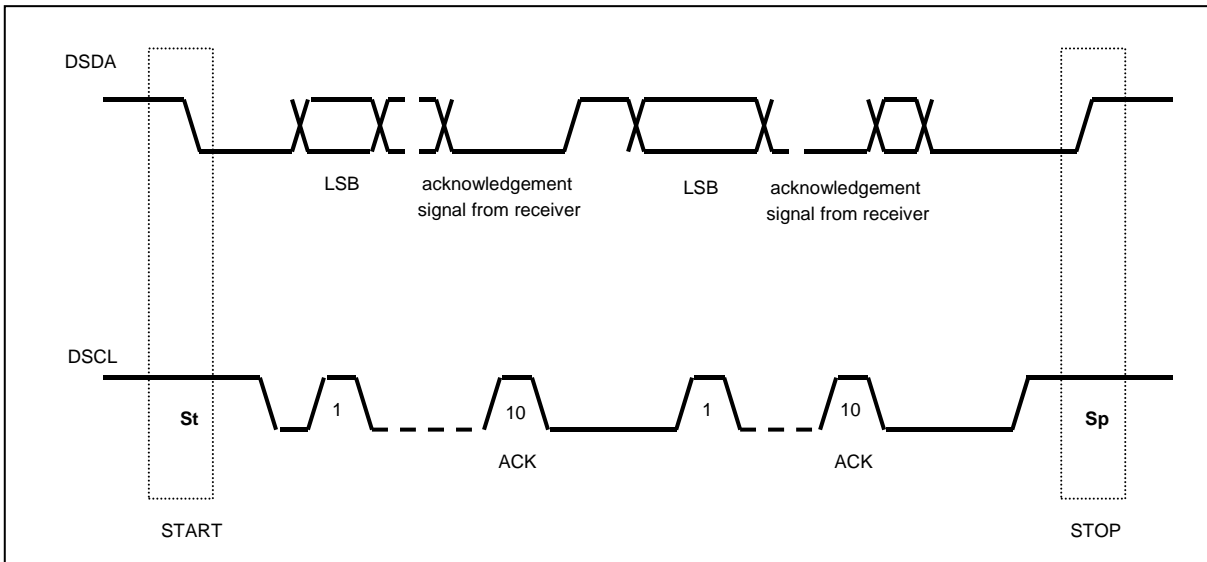 DSDA
LSB
acknowledgement
signal from receiver
LSB
acknowledgement
signal from receiver
DSCL
St
1
10
1
10
Sp
ACK
ACK
START
STOP